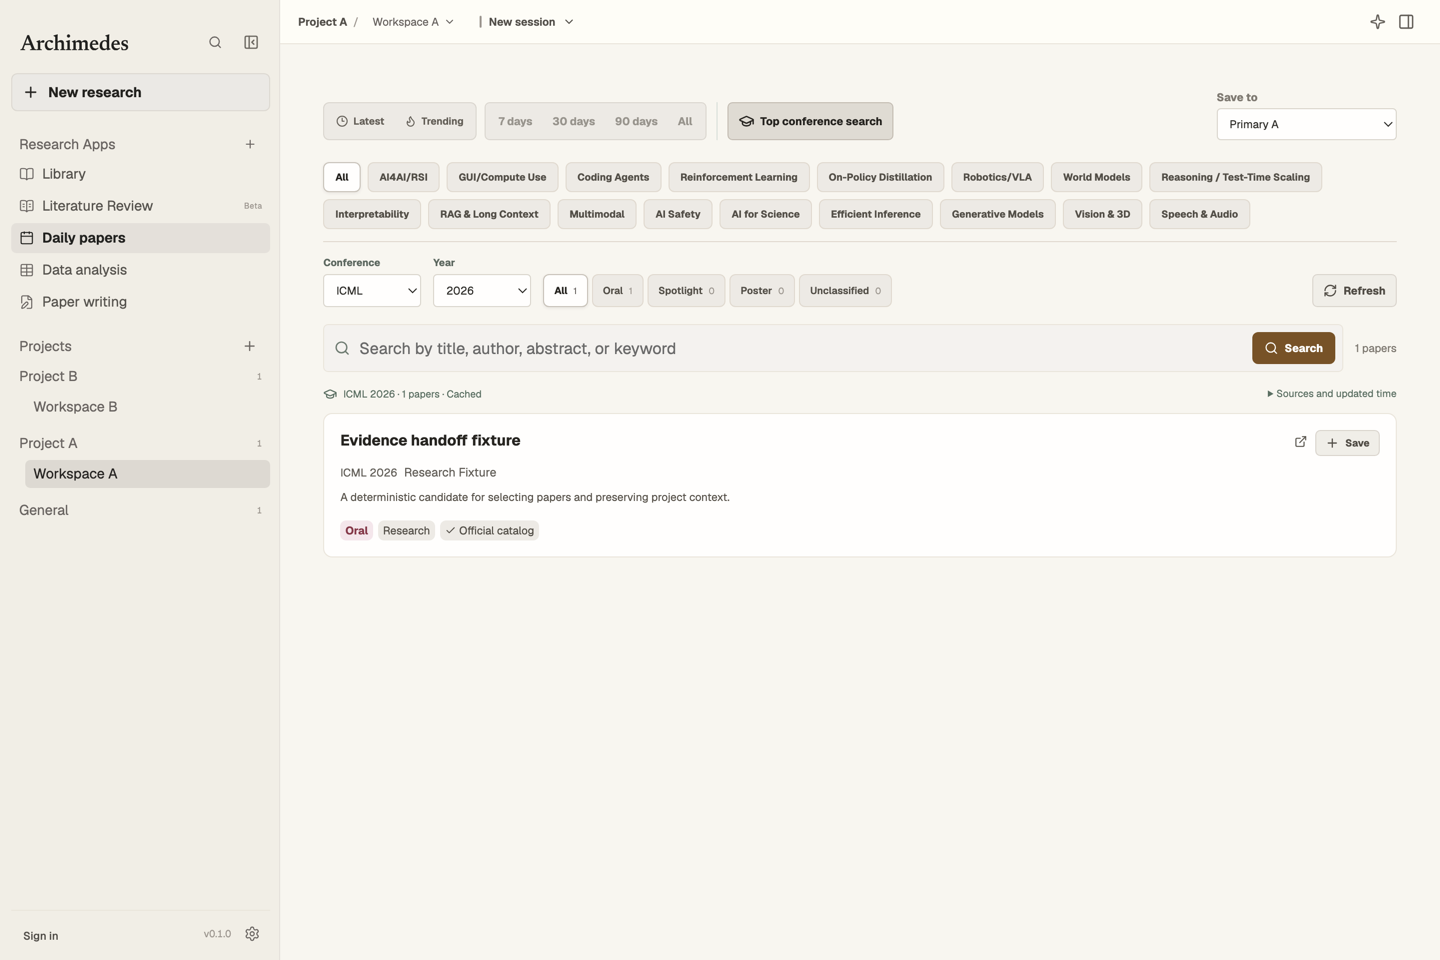 Archimedes
New research
Research Apps
Library
Literature Review Beta
Daily papers
Data analysis
Paper writing
Projects
Project B 1
Workspace B
Project A 1
Workspace A
General 1
Sign in v0.1.0
Project A / Workspace A New session
Save to
Latest Trending 7 days 30 days 90 days All Top conference search Primary A
All AI4AI/RSI GUI/Compute Use Coding Agents Reinforcement Learning On-Policy Distillation Robotics/VLA World Models Reasoning / Test-Time Scaling
Interpretability RAG & Long Context Multimodal AI Safety AI for Science Efficient Inference Generative Models Vision & 3D Speech & Audio
Conference Year
ICML 2026 All 1 Oral 1 Spotlight 0 Poster 0 Unclassified 0 Refresh
Search by title, author, abstract, or keyword Search 1 papers
ICML 2026 · 1 papers · Cached Sources and updated time
Evidence handoff fixture Save
ICML 2026 Research Fixture
A deterministic candidate for selecting papers and preserving project context.
Oral Research Official catalog